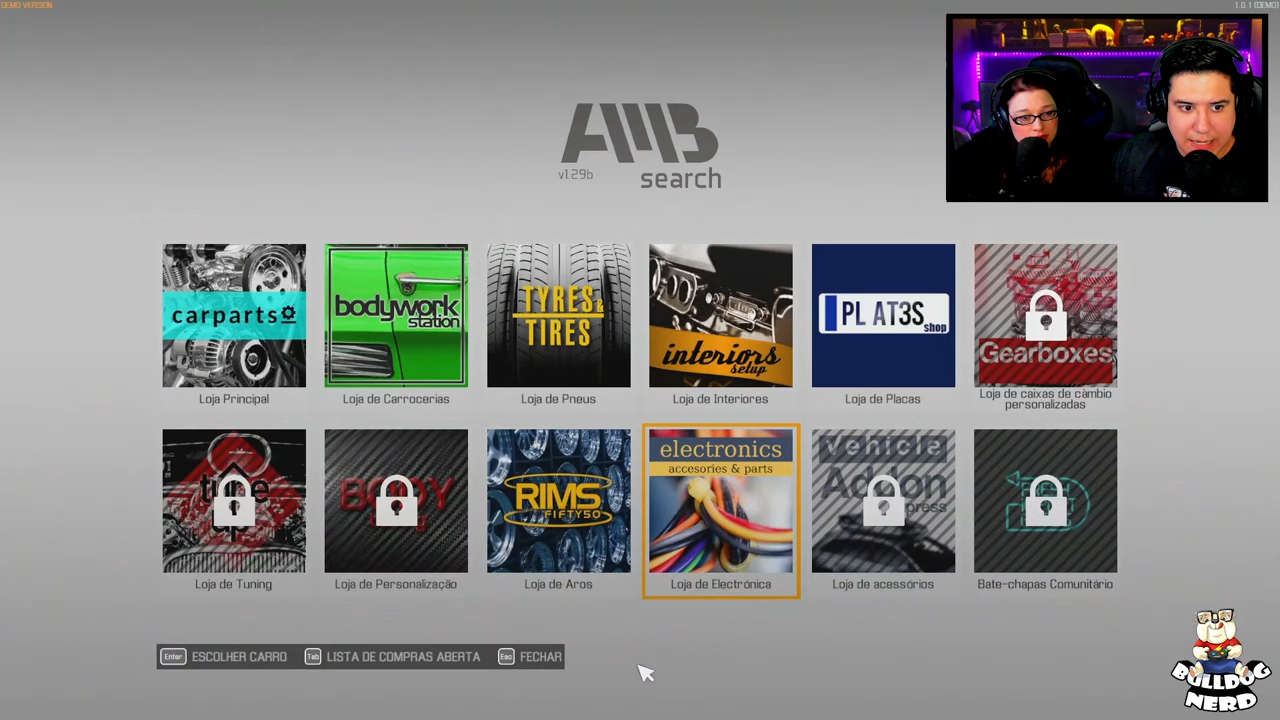 DEMO VERSION
1.0.1 (DEMO)
AMB
v1.29b
search
carparts
bodywork
station
TYRES &
TIRES
interiors
setup
PL AT3S
shop
Gearboxes
Loja Principal
Loja de Carrocerias
Loja de Pneus
Loja de Interiores
Loja de Placas
Loja de caixas de câmbio
personalizadas
RIMS
FIFTY50
electronics
accesories & parts
vehicle
Addon
Loja de Tuning
Loja de Personalização
Loja de Aros
Loja de Electrónica
Loja de acessórios
Bate-chapas Comunitário
Enter ESCOLHER CARRO Tab LISTA DE COMPRAS ABERTA Esc FECHAR
BULLDOG
NERD